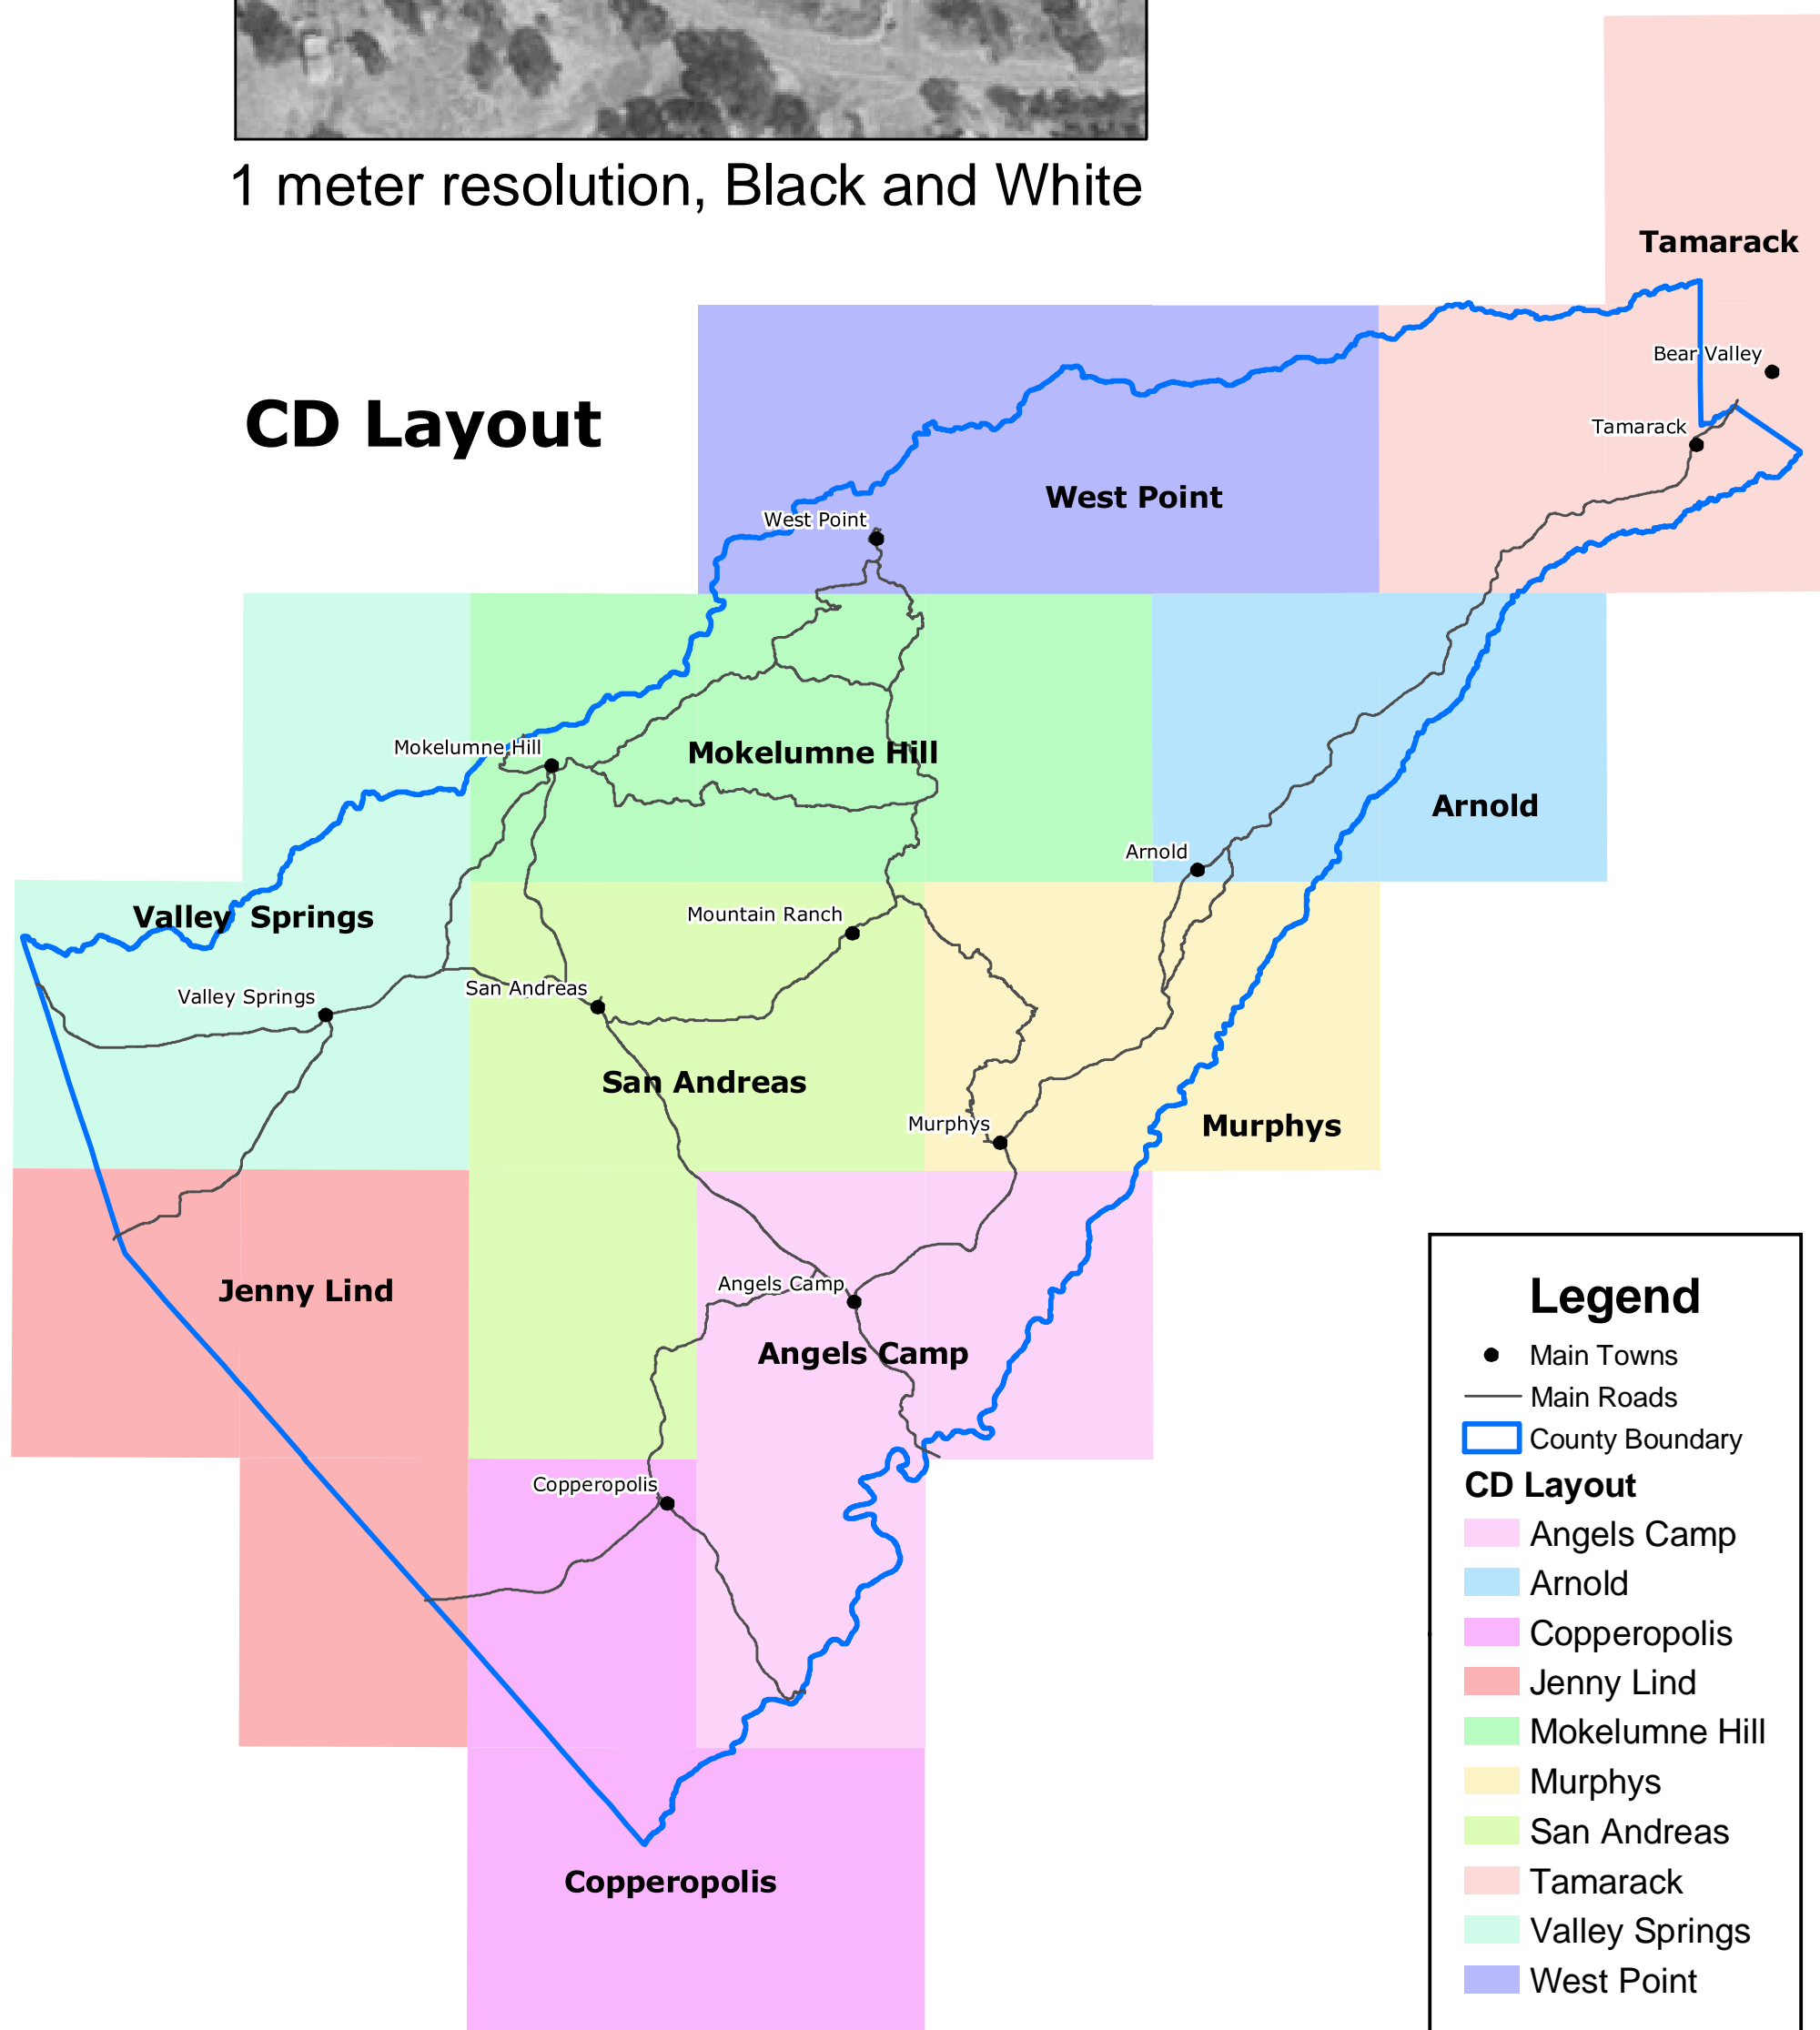 1 meter resolution, Black and White
Tamarack
Bear Valley
CD Layout
Tamarack
West Point
West Point
Mokelumne Hill
Mokelumne Hill
Arnold
Arnold
Mountain Ranch
Valley Springs
San Andreas
Valley Springs
San Andreas
Murphys
Murphys
Angels Camp
Jenny Lind
Angels Camp
Copperopolis
Copperopolis
Legend
Main Towns
Main Roads
County Boundary
CD Layout
Angels Camp
Arnold
Copperopolis
Jenny Lind
Mokelumne Hill
Murphys
San Andreas
Tamarack
Valley Springs
West Point